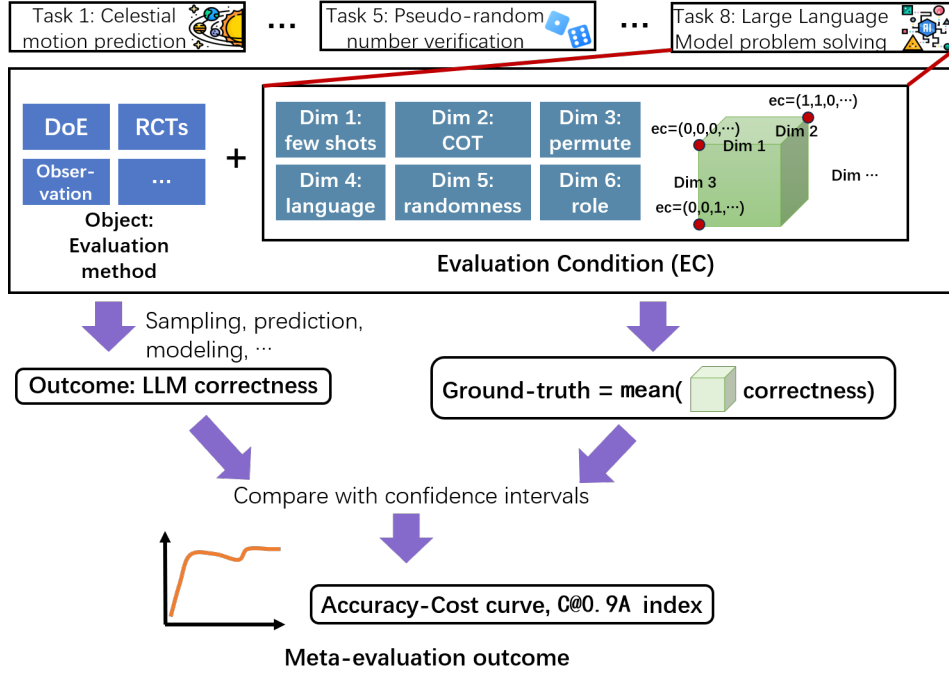 Task 1: Celestial
motion prediction
...
Task 5: Pseudo-random
number verification
...
Task 8: Large Language
Model problem solving
AI
DoE
RCTs
Obser-
vation
...
Object:
Evaluation
method
+
Dim 1:
few shots
Dim 2:
COT
Dim 3:
permute
Dim 4:
language
Dim 5:
randomness
Dim 6:
role
ec=(1,1,0,···)
ec=(0,0,0,···)
Dim 2
Dim 1
Dim 3
Dim ···
ec=(0,0,1,···)
Evaluation Condition (EC)
Sampling, prediction,
modeling, ···
Outcome: LLM correctness
Ground-truth = mean( correctness)
Compare with confidence intervals
Accuracy-Cost curve, C@0.9A index
Meta-evaluation outcome